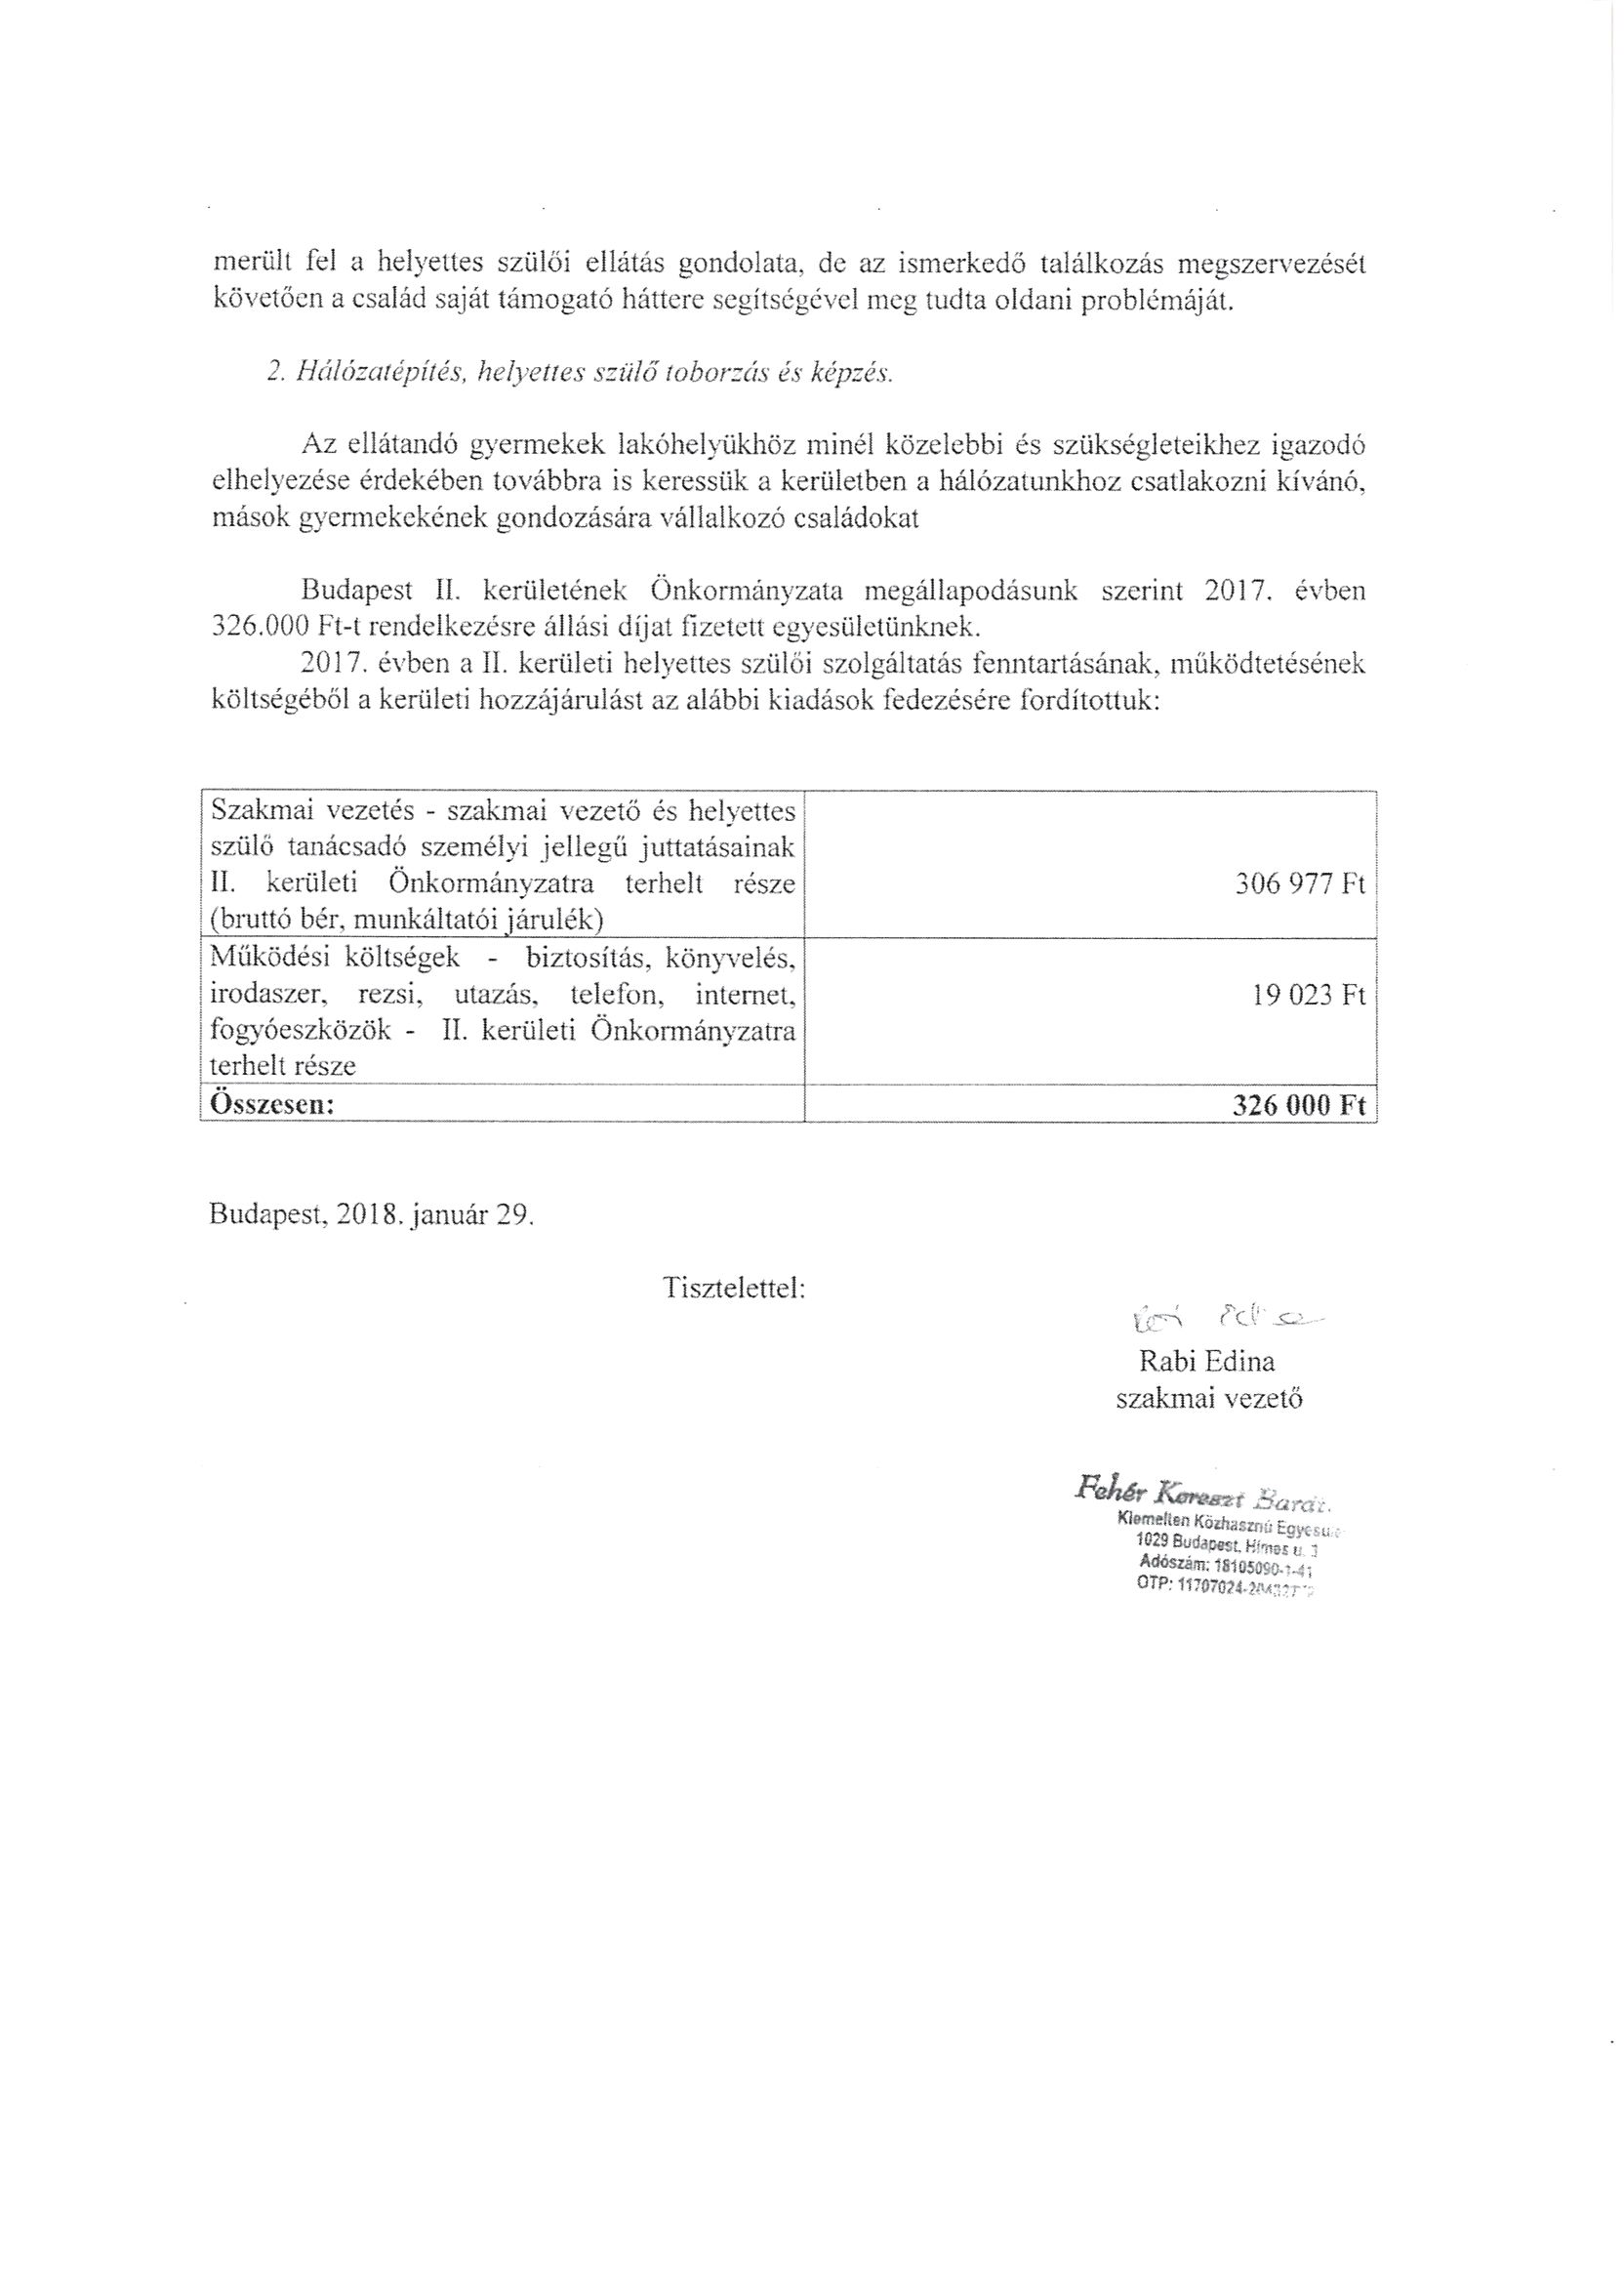 merült fel a helyettes szülői ellátás gondolata, de az ismerkedő találkozás megszervezését
követően a család saját támogató háttere segítségével meg tudta oldani problémáját.
2. Hálózatépítés, helyettes szülő toborzás és képzés.
Az ellátandó gyermekek lakóhelyükhöz minél közelebbi és szükségleteikhez igazodó
elhelyezése érdekében továbbra is keressük a kerületben a hálózatunkhoz csatlakozni kívánó,
mások gyermekekének gondozására vállalkozó családokat
Budapest II. kerületének Önkormányzata megállapodásunk szerint 2017. évben
326.000 Ft-t rendelkezésre állási díjat fizetett egyesületünknek.
2017. évben a II. kerületi helyettes szülői szolgáltatás fenntartásának, működtetésének
költségéből a kerületi hozzájárulást az alábbi kiadások fedezésére fordítottuk:
Szakmai vezetés - szakmai vezető és helyettes
szülő tanácsadó személyi jellegű juttatásainak
II. kerületi Önkormányzatra terhelt része
(bruttó bér, munkáltatói járulék)
306 977 Ft
Működési költségek - biztosítás, könyvelés,
irodaszer, rezsi, utazás, telefon, internet,
fogyóeszközök - II. kerületi Önkormányzatra
terhelt része
19 023 Ft
Összesen:
326 000 Ft
Budapest, 2018. január 29.
Tisztelettel:
Rabi Edina
szakmai vezető
Fehér Kereszt
Kiemelten Közhasznú
1029 Budapest, Hímes u. 3
Adószám: 18105090-1-41
OTP: 11707024-